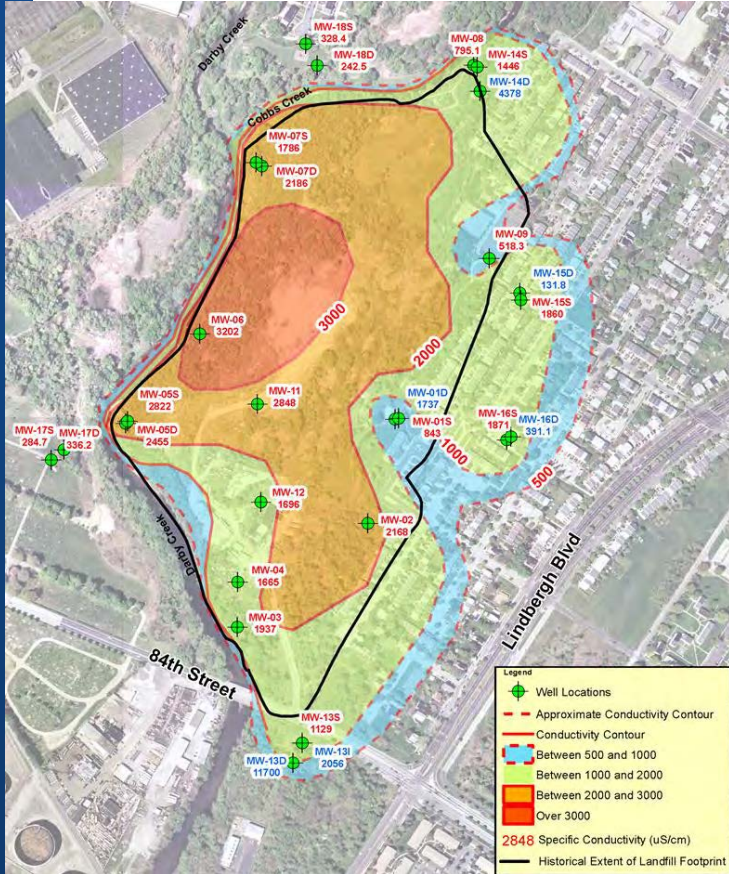 Darby Creek
MW-18S
328.4
MW-18D
242.5
MW-08
795.1
MW-14S
1446
MW-14D
4378
Cobbs Creek
MW-07S
1786
MW-07D
2186
MW-09
518.3
MW-15D
131.8
MW-15S
1860
MW-06
3202
3000
2000
MW-05S
2822
MW-05D
2455
MW-11
2848
MW-01D
1737
MW-01S
843
MW-16S
1871
MW-16D
391.1
MW-17S
284.7
MW-17D
336.2
1000
500
MW-12
1696
MW-02
2168
Darby Creek
MW-04
1665
MW-03
1937
84th Street
Lindbergh Blvd
MW-13S
1129
MW-13D
11700
MW-13I
2056
Legend
Well Locations
Approximate Conductivity Contour
Conductivity Contour
Between 500 and 1000
Between 1000 and 2000
Between 2000 and 3000
Over 3000
2848 Specific Conductivity (uS/cm)
Historical Extent of Landfill Footprint